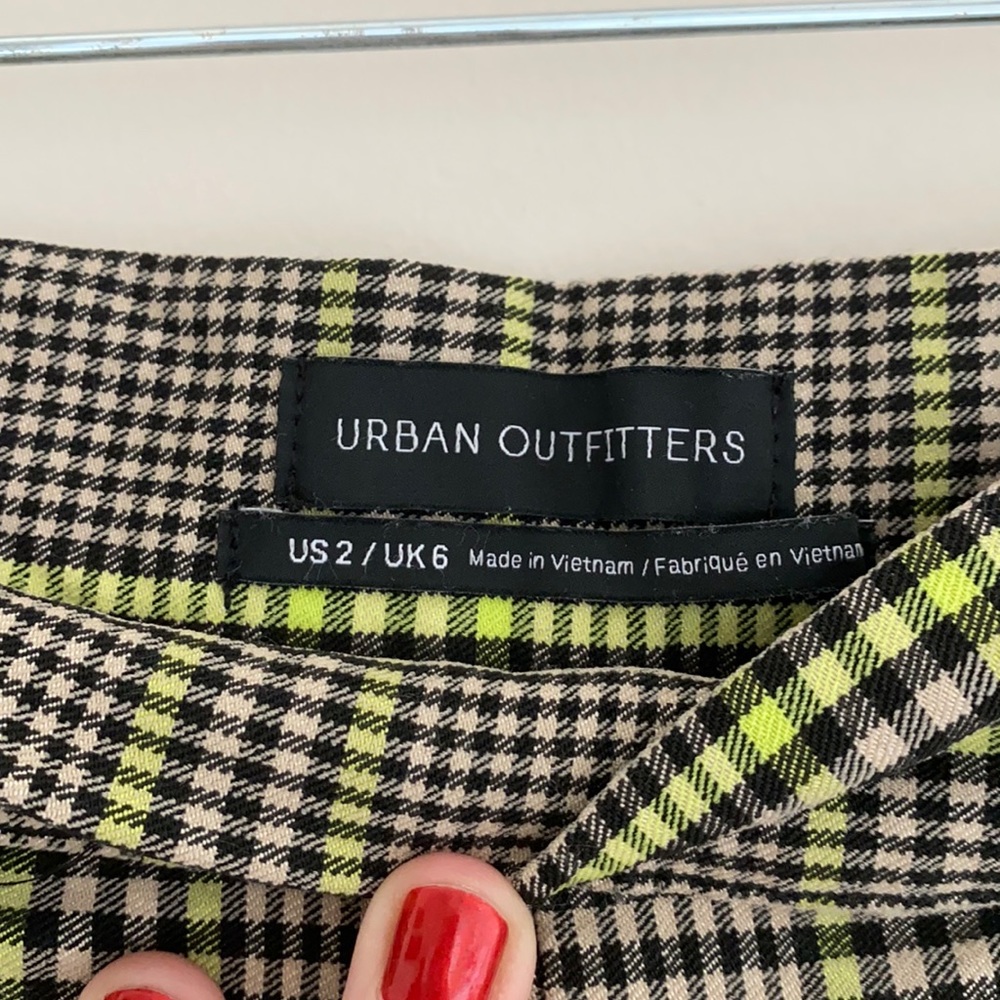 URBAN OUTFITTERS
US 2 / UK 6 Made in Vietnam / Fabriqué en Vietnam